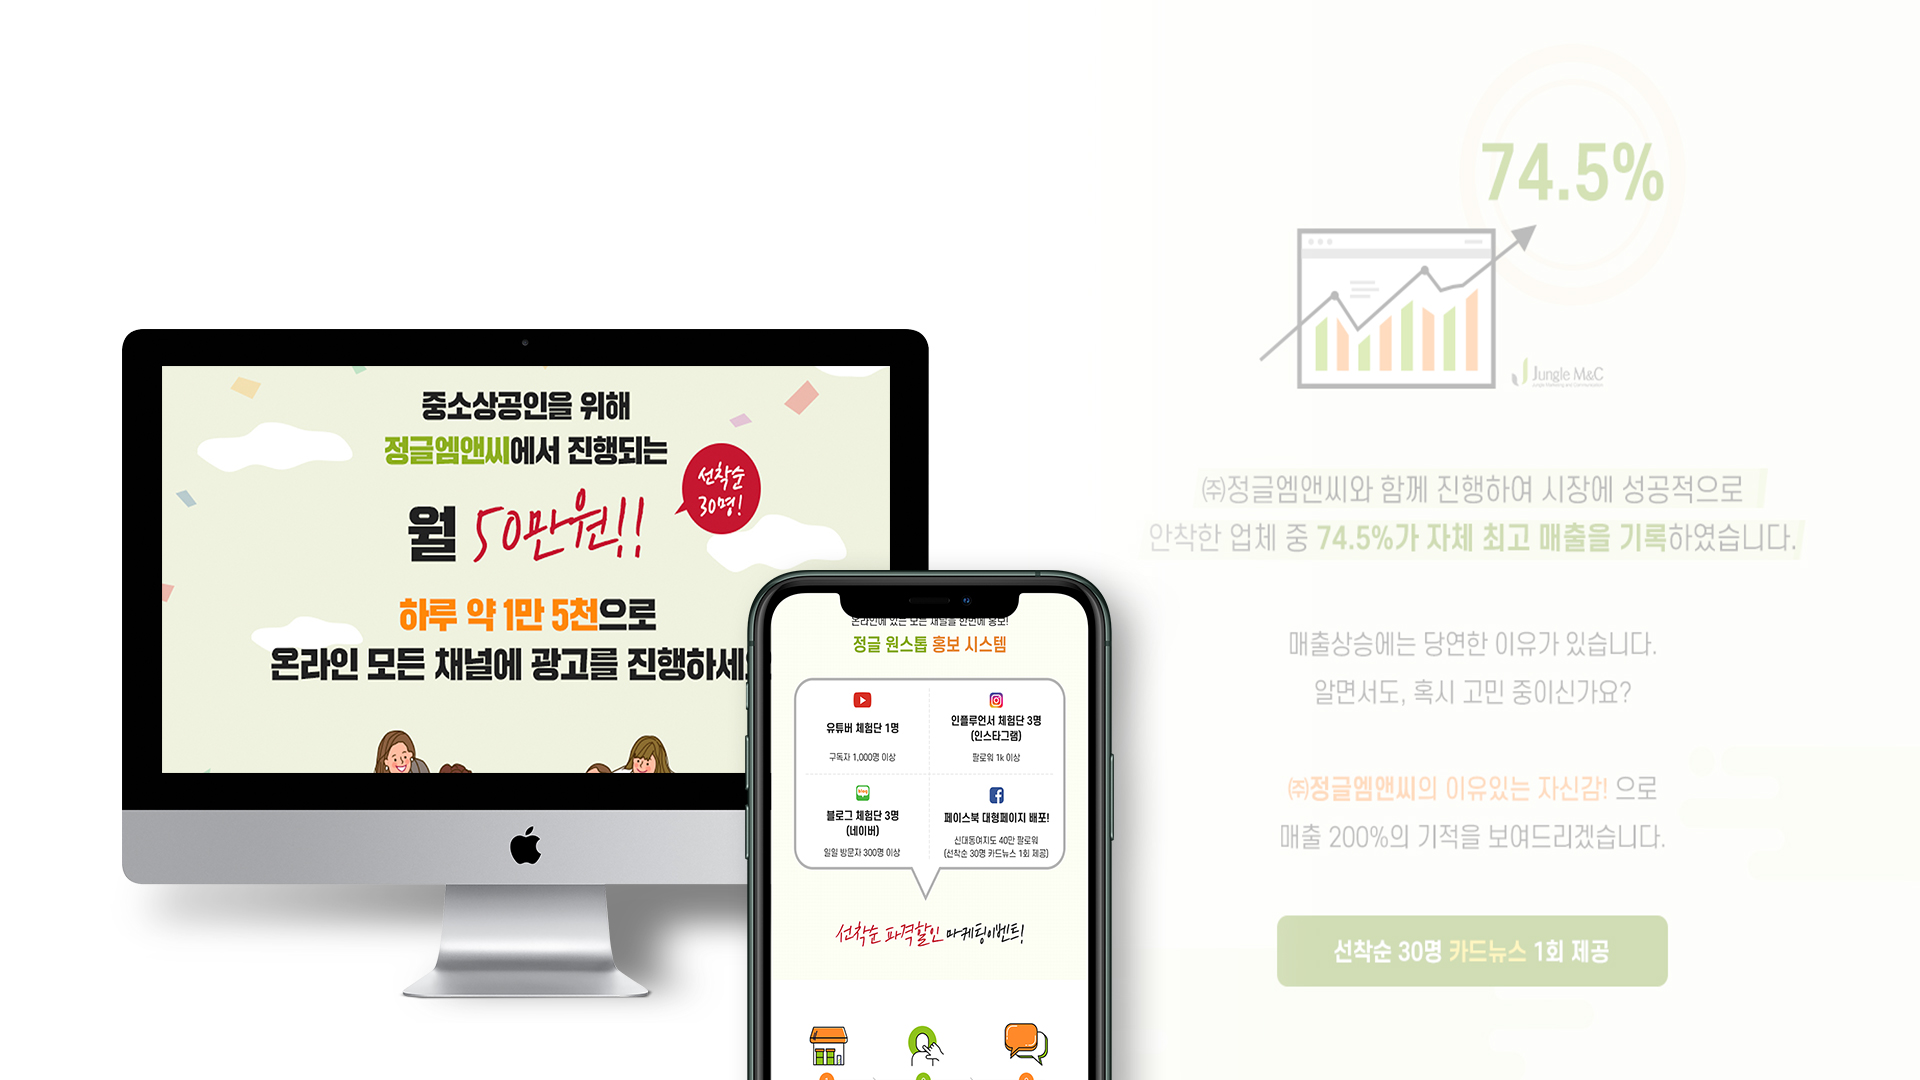 중소상공인을 위해
정글엠앤씨에서 진행되는
월 50만원!!
선착순
30명!
하루 약 1만 5천으로
온라인 모든 채널에 광고를 진행하세
온라인에 있는 모든 채널을 한번에 홍보!
정글 원스톱 홍보 시스템
유튜버 체험단 1명
구독자 1,000명 이상
인플루언서 체험단 3명
(인스타그램)
팔로워 1k 이상
blog
블로그 체험단 3명
(네이버)
일일 방문자 300명 이상
페이스북 대형페이지 배포!
신대동여지도 40만 팔로워
(선착순 30명 카드뉴스 1회 제공)
선착순 파격할인 마케팅이벤트!
74.5%
Jungle M&C
Jungle Marketing and Communication
㈜정글엠앤씨와 함께 진행하여 시장에 성공적으로
안착한 업체 중 74.5%가 자체 최고 매출을 기록하였습니다.
매출상승에는 당연한 이유가 있습니다.
알면서도, 혹시 고민 중이신가요?
㈜정글엠앤씨의 이유있는 자신감! 으로
매출 200%의 기적을 보여드리겠습니다.
선착순 30명 카드뉴스 1회 제공